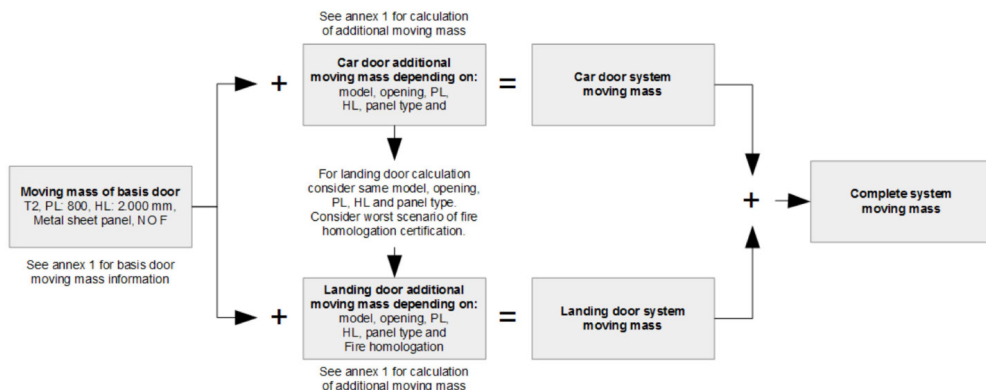 See annex 1 for calculation
of additional moving mass
Car door additional
moving mass depending on:
model, opening, PL,
HL, panel type and
+
=
Car door system
moving mass
For landing door calculation
consider same model, opening,
PL, HL and panel type.
Consider worst scenario of fire
homologation certification.
Moving mass of basis door
T2, PL: 800, HL: 2.000 mm,
Metal sheet panel, N O F
See annex 1 for basis door
moving mass information
+
Complete system
moving mass
+
Landing door additional
moving mass depending on:
model, opening, PL,
HL, panel type and
Fire homologation
=
Landing door system
moving mass
See annex 1 for calculation
of additional moving mass